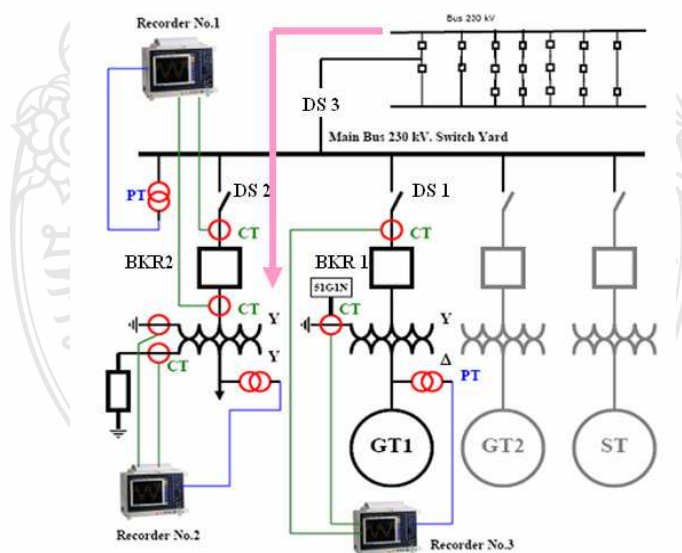 Recorder No.1
Bus 230 kV
DS 3
Main Bus 230 kV. Switch Yard
PT
DS 2
DS 1
CT
CT
BKR2
BKR 1
51G1N
CT
CT
Y
Y
CT
Y
Δ
PT
GT1
GT2
ST
Recorder No.2
Recorder No.3